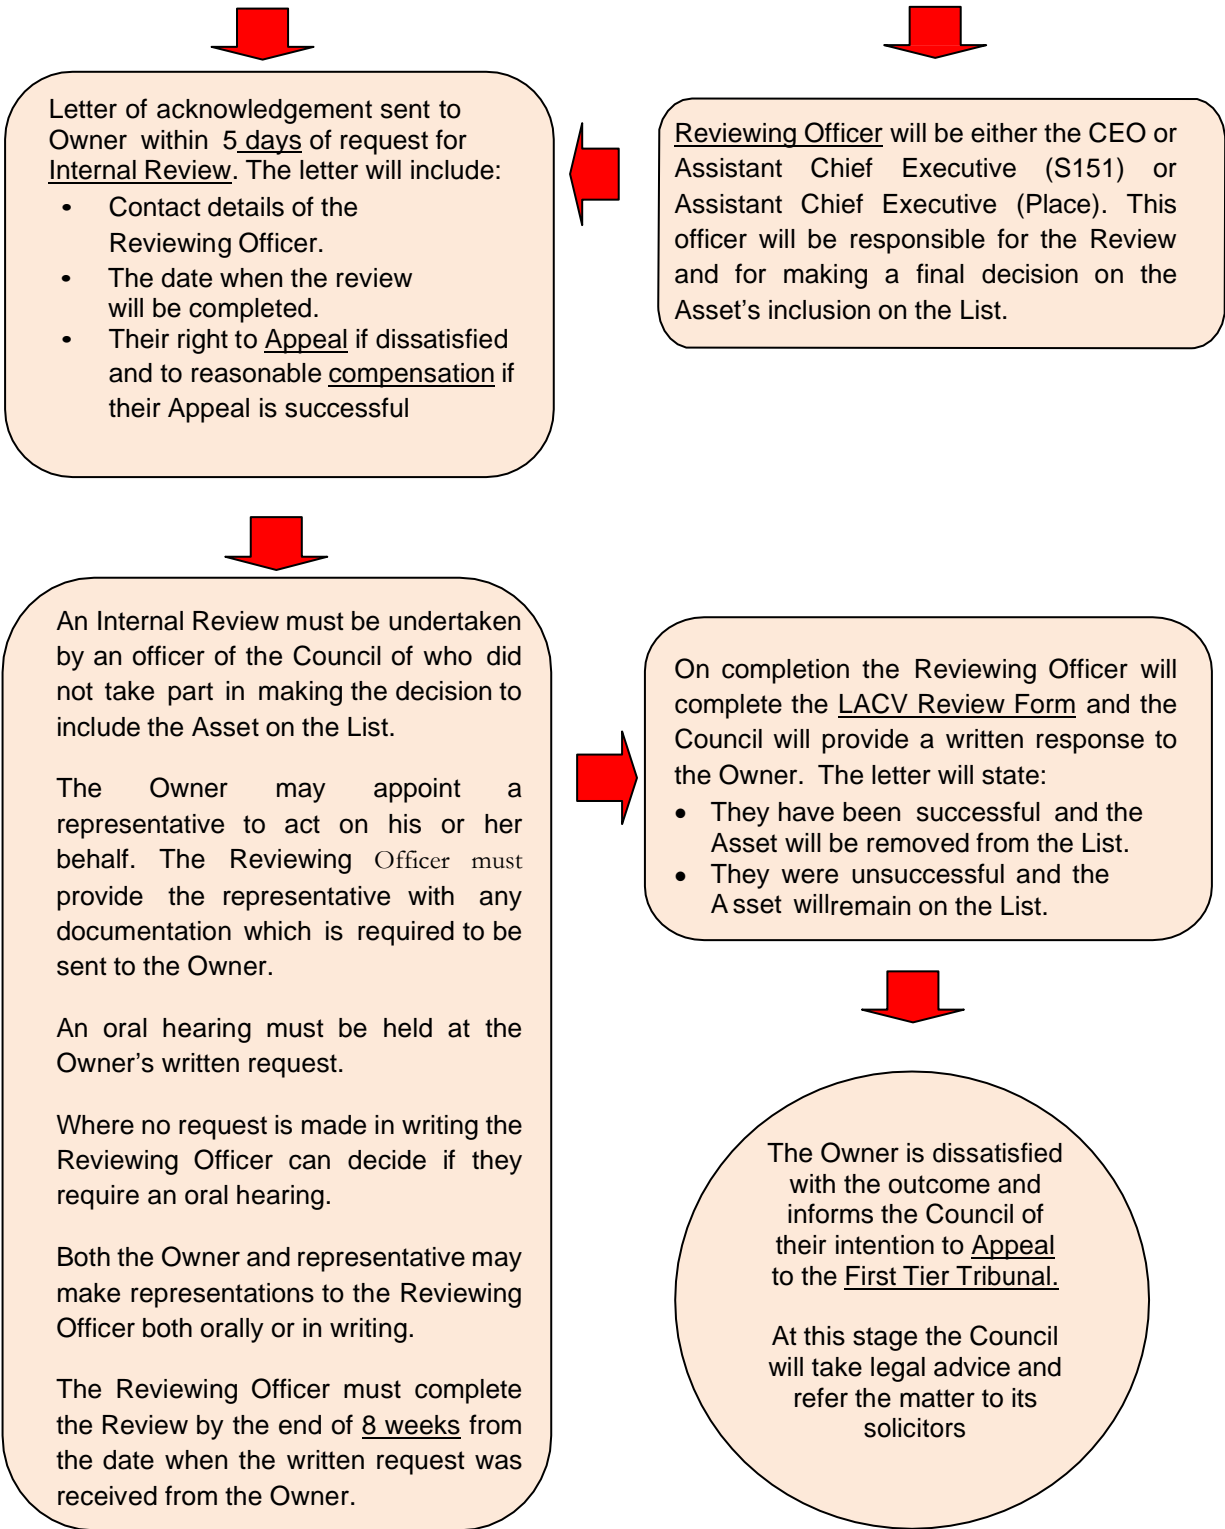 Letter of acknowledgement sent to
Owner within 5 days of request for
Internal Review. The letter will include:
• Contact details of the
Reviewing Officer.
• The date when the review
will be completed.
• Their right to Appeal if dissatisfied
and to reasonable compensation if
their Appeal is successful
Reviewing Officer will be either the CEO or
Assistant Chief Executive (S151) or
Assistant Chief Executive (Place). This
officer will be responsible for the Review
and for making a final decision on the
Asset's inclusion on the List.
An Internal Review must be undertaken
by an officer of the Council of who did
not take part in making the decision to
include the Asset on the List.
The Owner may appoint a
representative to act on his or her
behalf. The Reviewing Officer must
provide the representative with any
documentation which is required to be
sent to the Owner.
An oral hearing must be held at the
Owner's written request.
Where no request is made in writing the
Reviewing Officer can decide if they
require an oral hearing.
Both the Owner and representative may
make representations to the Reviewing
Officer both orally or in writing.
The Reviewing Officer must complete
the Review by the end of 8 weeks from
the date when the written request was
received from the Owner.
On completion the Reviewing Officer will
complete the LACV Review Form and the
Council will provide a written response to
the Owner. The letter will state:
• They have been successful and the
Asset will be removed from the List.
• They were unsuccessful and the
A sset willremain on the List.
The Owner is dissatisfied
with the outcome and
informs the Council of
their intention to Appeal
to the First Tier Tribunal.
At this stage the Council
will take legal advice and
refer the matter to its
solicitors